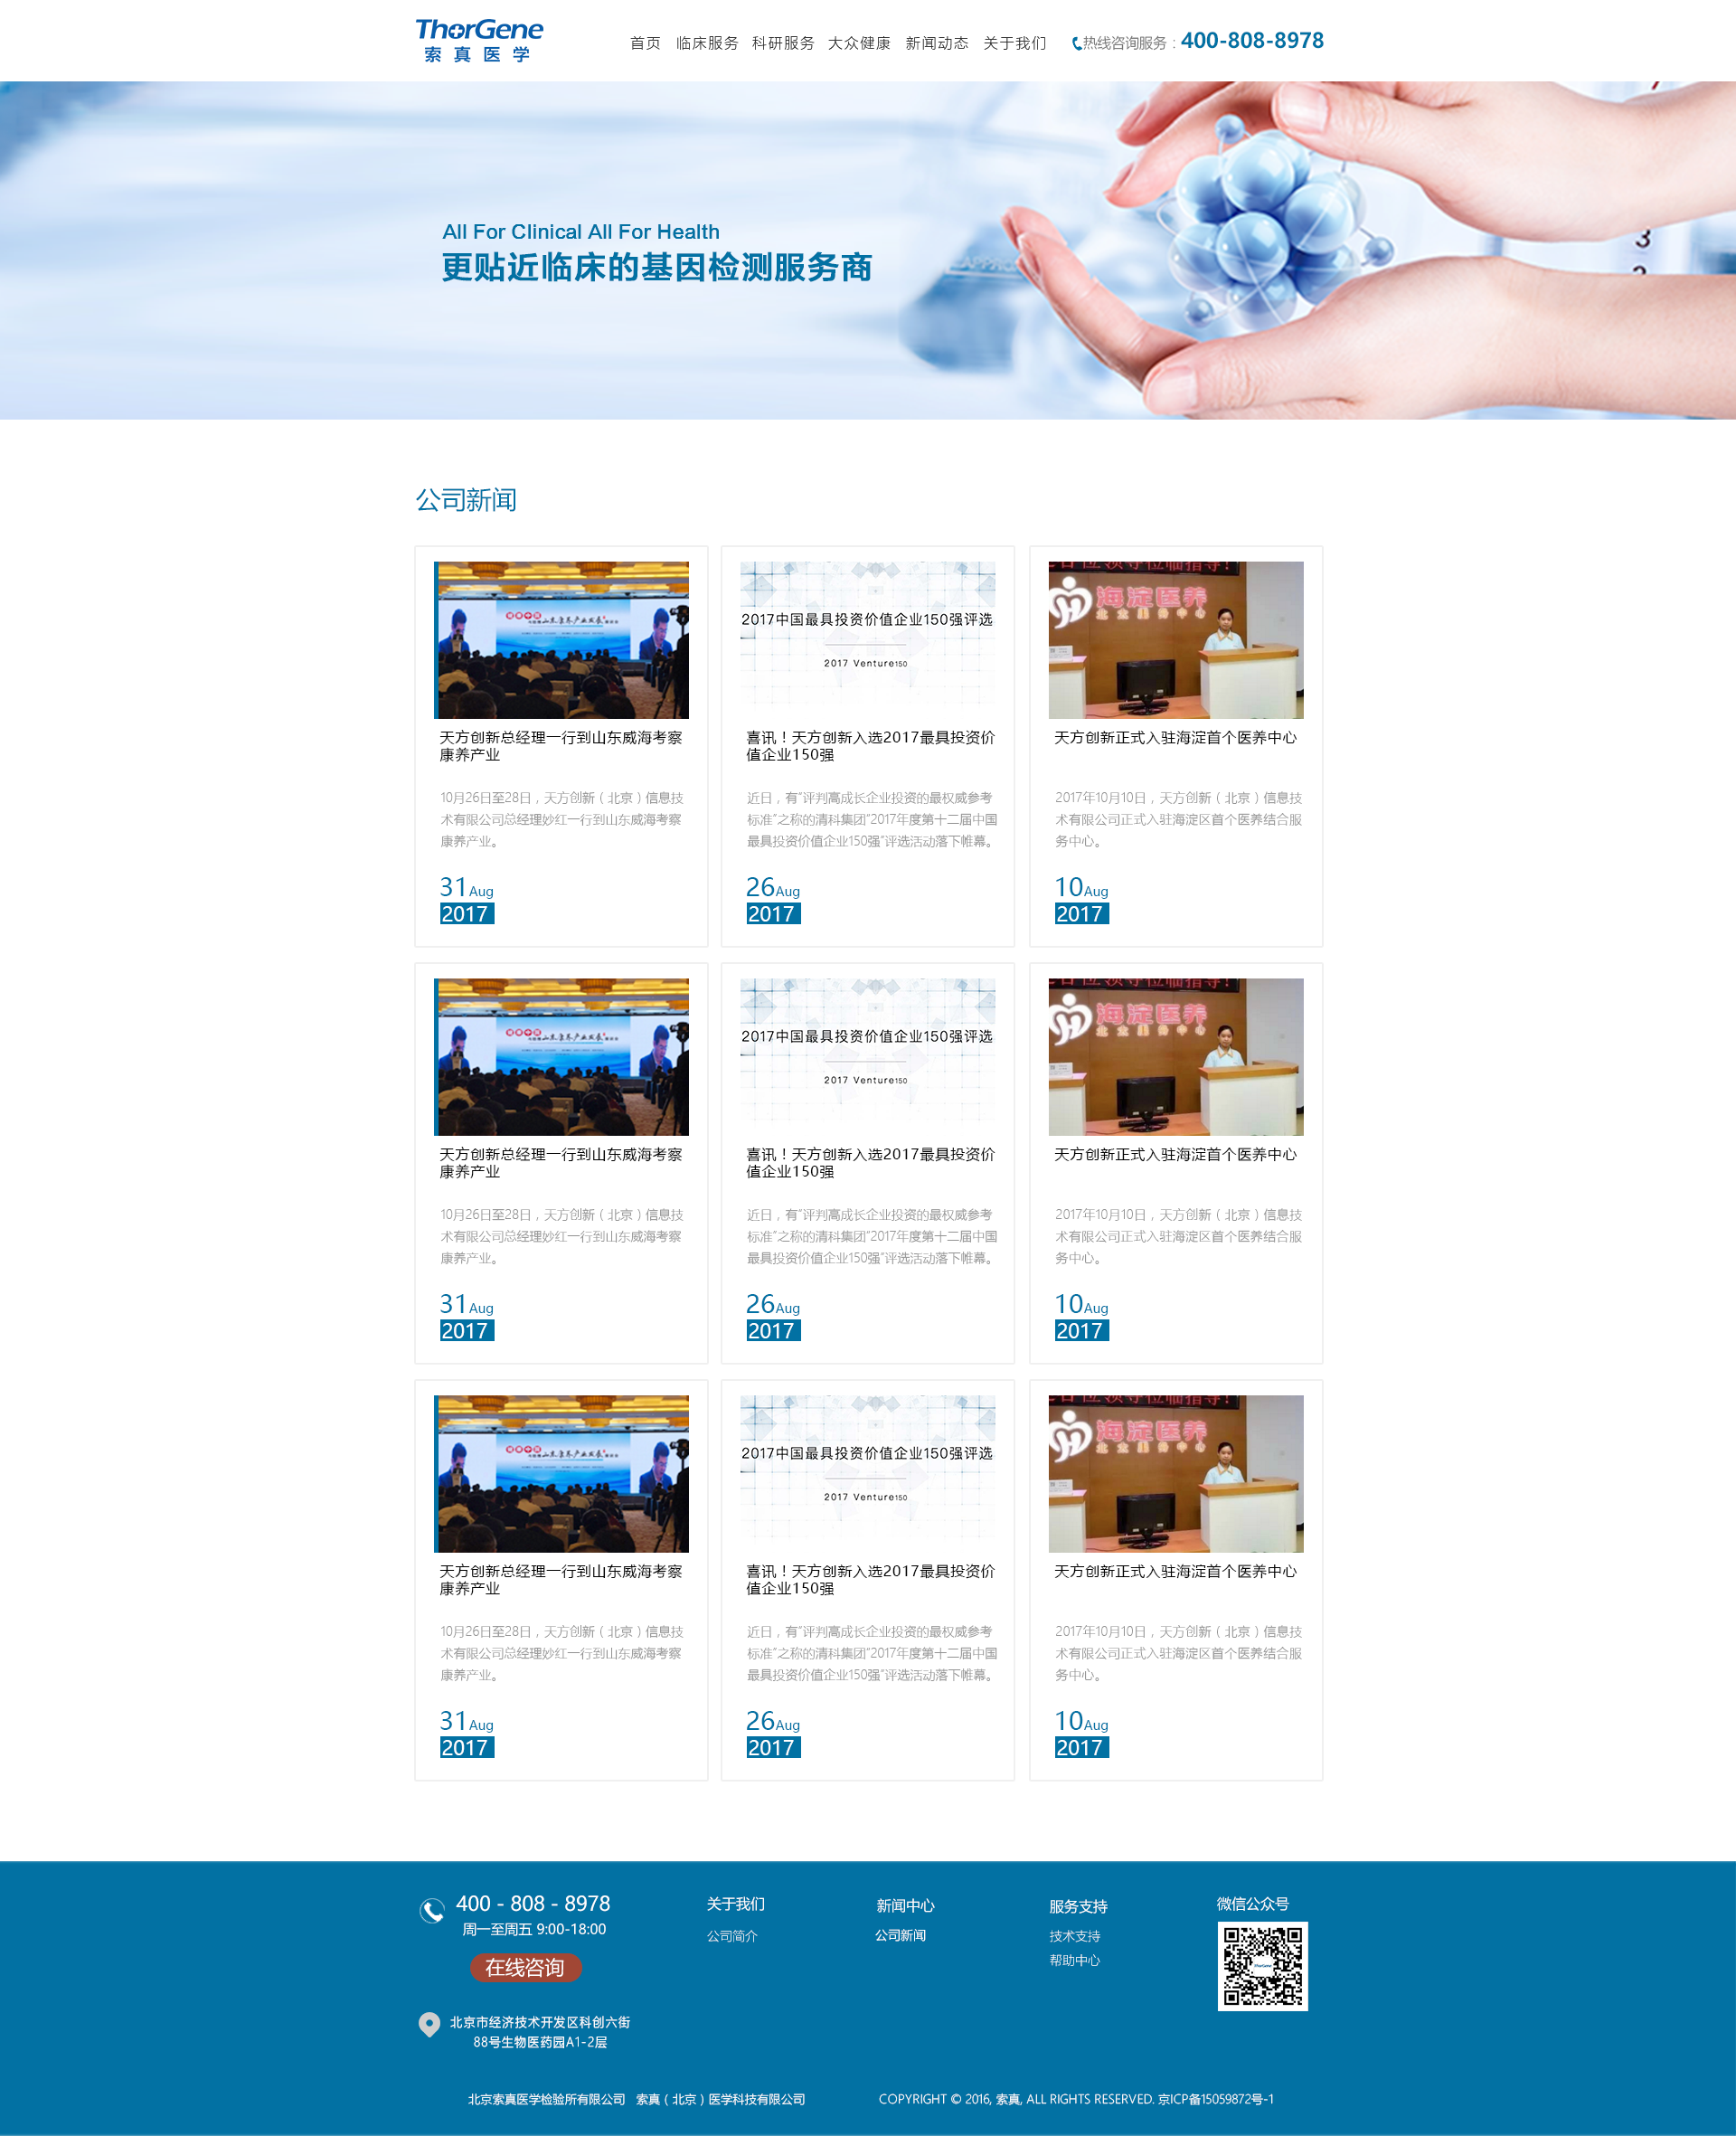 ThorGene
索真医学
首页 临床服务 科研服务 大众健康 新闻动态 关于我们 热线咨询服务：400-808-8978
All For Clinical All For Health
更贴近临床的基因检测服务商
3
公司新闻
2017中国最具投资价值企业150强评选
2017 Venture150
海淀医养
天方创新总经理一行到山东威海考察
康养产业
10月26日至28日，天方创新（北京）信息技
术有限公司总经理妙红一行到山东威海考察
康养产业。
31Aug
2017
喜讯！天方创新入选2017最具投资价
值企业150强
近日，有“评判高成长企业投资的最权威参考
标准”之称的清科集团“2017年度第十二届中国
最具投资价值企业150强”评选活动落下帷幕。
26Aug
2017
天方创新正式入驻海淀首个医养中心
2017年10月10日，天方创新（北京）信息技
术有限公司正式入驻海淀区首个医养结合服
务中心。
10Aug
2017
2017中国最具投资价值企业150强评选
2017 Venture150
海淀医养
天方创新总经理一行到山东威海考察
康养产业
10月26日至28日，天方创新（北京）信息技
术有限公司总经理妙红一行到山东威海考察
康养产业。
31Aug
2017
喜讯！天方创新入选2017最具投资价
值企业150强
近日，有“评判高成长企业投资的最权威参考
标准”之称的清科集团“2017年度第十二届中国
最具投资价值企业150强”评选活动落下帷幕。
26Aug
2017
天方创新正式入驻海淀首个医养中心
2017年10月10日，天方创新（北京）信息技
术有限公司正式入驻海淀区首个医养结合服
务中心。
10Aug
2017
2017中国最具投资价值企业150强评选
2017 Venture150
海淀医养
天方创新总经理一行到山东威海考察
康养产业
10月26日至28日，天方创新（北京）信息技
术有限公司总经理妙红一行到山东威海考察
康养产业。
31Aug
2017
喜讯！天方创新入选2017最具投资价
值企业150强
近日，有“评判高成长企业投资的最权威参考
标准”之称的清科集团“2017年度第十二届中国
最具投资价值企业150强”评选活动落下帷幕。
26Aug
2017
天方创新正式入驻海淀首个医养中心
2017年10月10日，天方创新（北京）信息技
术有限公司正式入驻海淀区首个医养结合服
务中心。
10Aug
2017
400 - 808 - 8978
周一至周五 9:00-18:00
在线咨询
北京市经济技术开发区科创六街
88号生物医药园A1-2层
关于我们
公司简介
新闻中心
公司新闻
服务支持
技术支持
帮助中心
微信公众号
ThorGene
北京索真医学检验所有限公司 索真（北京）医学科技有限公司
COPYRIGHT © 2016, 索真, ALL RIGHTS RESERVED. 京ICP备15059872号-1